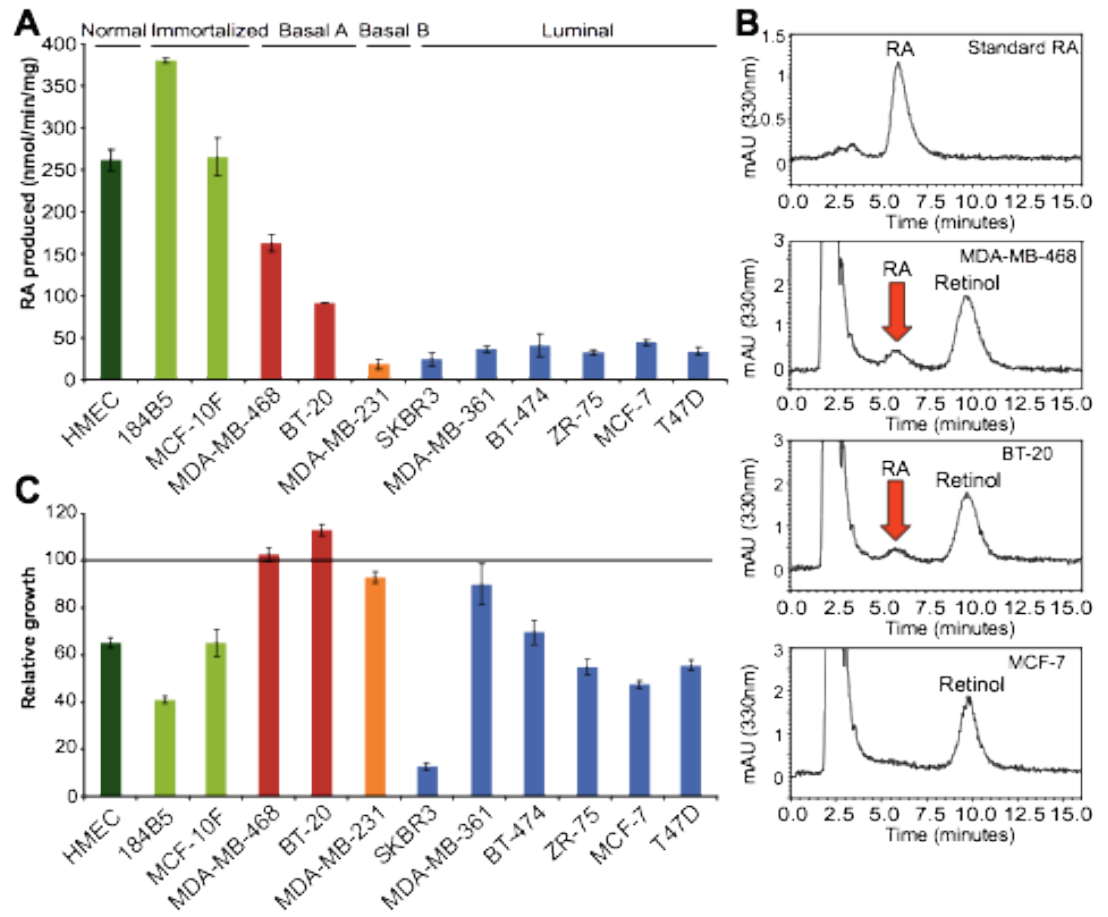 A
Normal Immortalized Basal A Basal B Luminal
RA produced (nmol/min/mg)
400
350
300
250
200
150
100
50
0
HMEC
184B5
MCF-10F
MDA-MB-468
BT-20
MDA-MB-231
SKBR3
MDA-MB-361
BT-474
ZR-75
MCF-7
T47D
B
mAU (330nm)
1.5
1
0.5
0
RA
Standard RA
0.0 2.5 5.0 7.5 10.0 12.5 15.0
Time (minutes)
mAU (330nm)
3
2
1
0
MDA-MB-468
RA
Retinol
0.0 2.5 5.0 7.5 10.0 12.5 15.0
Time (minutes)
mAU (330nm)
3
2
1
0
BT-20
RA
Retinol
0.0 2.5 5.0 7.5 10.0 12.5 15.0
Time (minutes)
mAU (330nm)
3
2
1
0
MCF-7
Retinol
0.0 2.5 5.0 7.5 10.0 12.5 15.0
Time (minutes)
C
Relative growth
120
100
80
60
40
20
0
HMEC
184B5
MCF-10F
MDA-MB-468
BT-20
MDA-MB-231
SKBR3
MDA-MB-361
BT-474
ZR-75
MCF-7
T47D